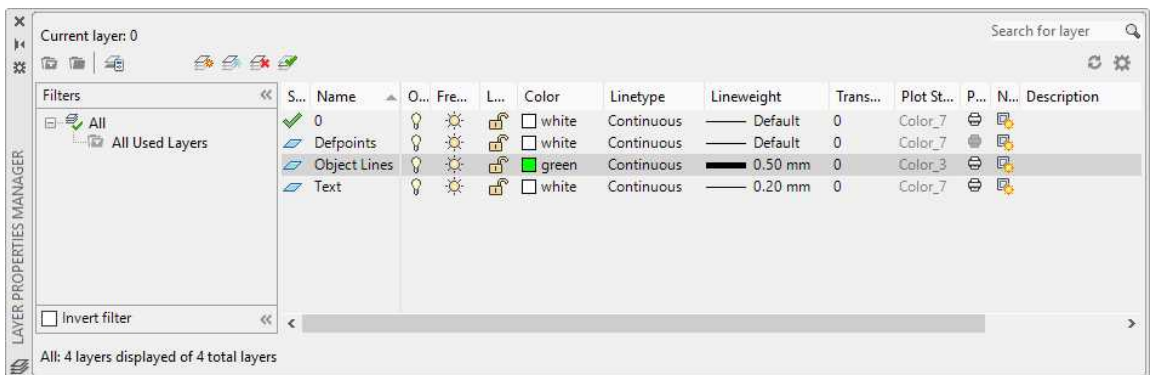 Current layer: 0
Search for layer
Filters
S... Name O... Fre... L... Color Linetype Lineweight Trans... Plot St... P... N... Description
All
All Used Layers
0 white Continuous Default 0 Color_7
Defpoints white Continuous Default 0 Color_7
Object Lines green Continuous 0.50 mm 0 Color_3
Text white Continuous 0.20 mm 0 Color_7
Invert filter
All: 4 layers displayed of 4 total layers
LAYER PROPERTIES MANAGER